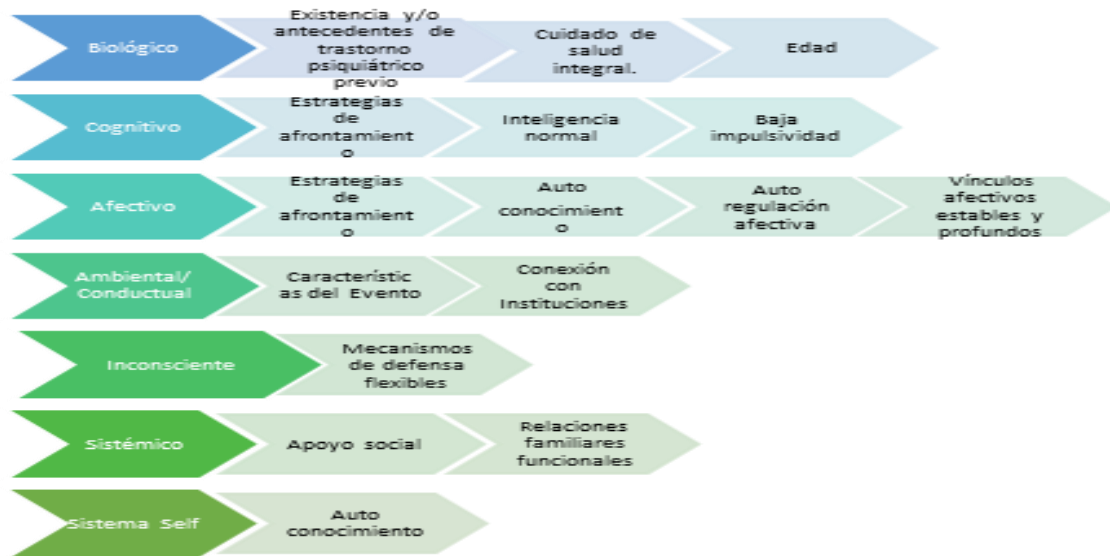 Biológico
Existencia y/o
antecedentes de
trastorno
psiquiátrico
previo
Cuidado de
salud
integral.
Edad
Cognitivo
Estrategias
de
afrontamient
o
Inteligencia
normal
Baja
impulsividad
Afectivo
Estrategias
de
afrontamient
o
Auto
conocimient
o
Auto
regulación
afectiva
Vínculos
afectivos
estables y
profundos
Ambiental/
Conductual
Característic
as del Evento
Conexión
con
Instituciones
Inconsciente
Mecanismos
de defensa
flexibles
Sistémico
Apoyo social
Relaciones
familiares
funcionales
Sistema Self
Auto
conocimiento